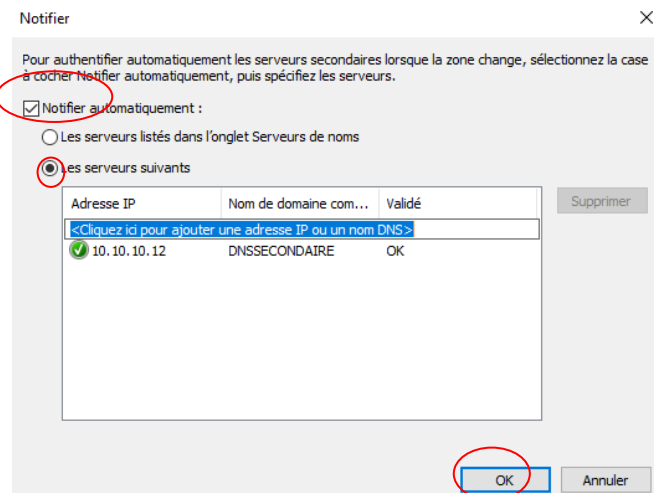 Notifier
Pour authentifier automatiquement les serveurs secondaires lorsque la zone change, sélectionnez la case
à cocher Notifier automatiquement, puis spécifiez les serveurs.
Notifier automatiquement :
Les serveurs listés dans l'onglet Serveurs de noms
Les serveurs suivants
Adresse IP Nom de domaine com... Validé Supprimer
<Cliquez ici pour ajouter une adresse IP ou un nom DNS>
10.10.10.12 DNSSECONDAIRE OK
OK Annuler